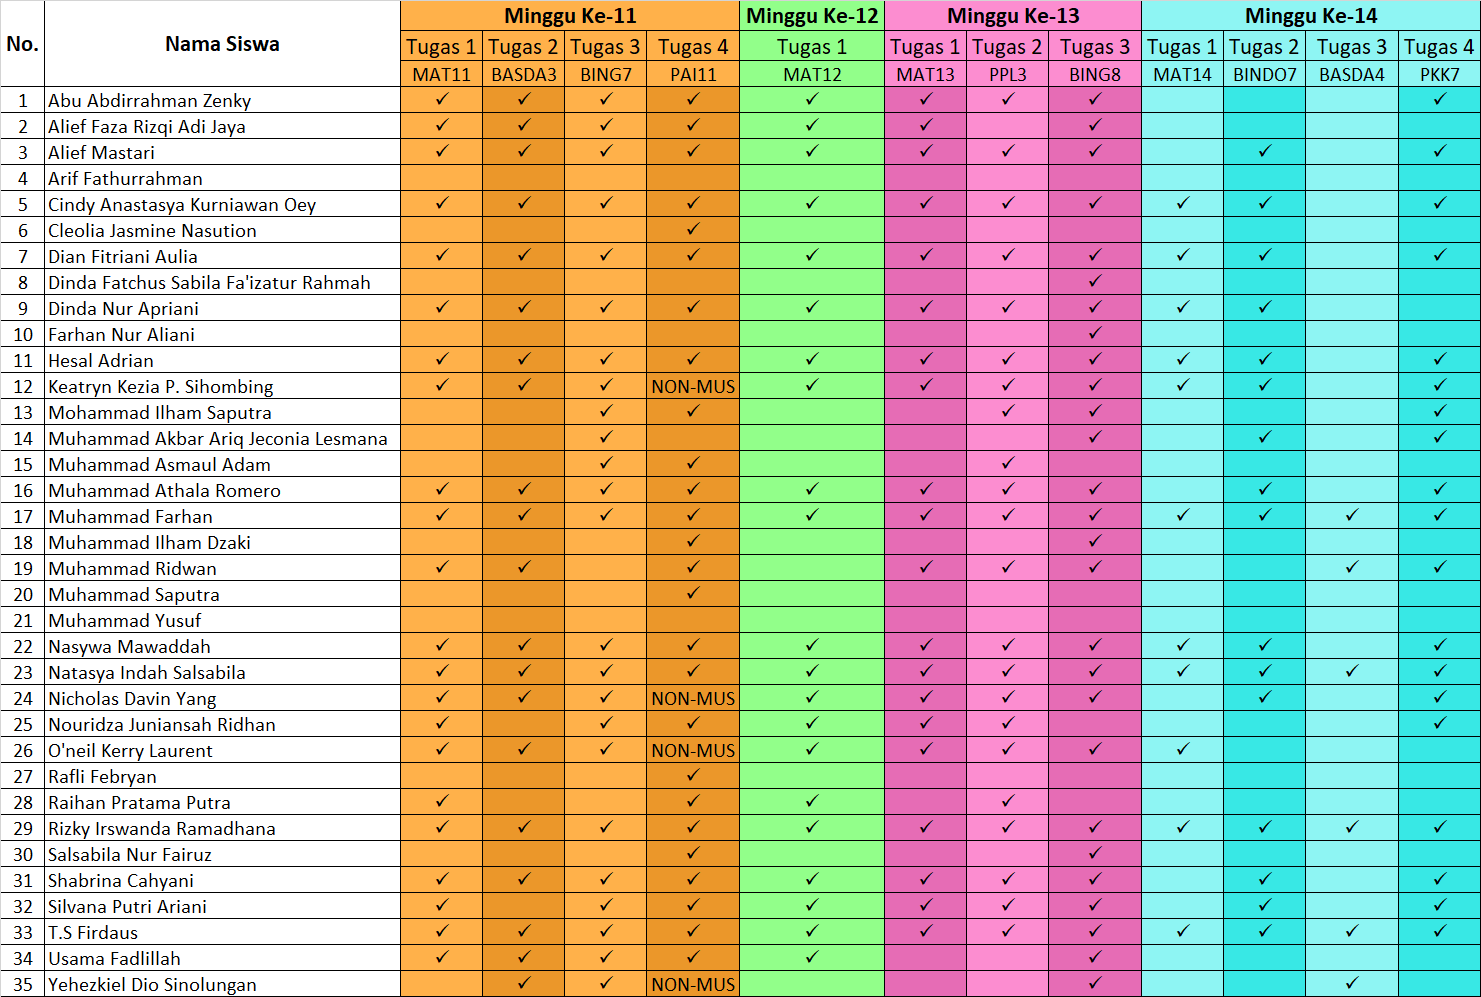 No. Nama Siswa Minggu Ke-11 Minggu Ke-12 Minggu Ke-13 Minggu Ke-14
Tugas 1 Tugas 2 Tugas 3 Tugas 4 Tugas 1 Tugas 1 Tugas 2 Tugas 3 Tugas 1 Tugas 2 Tugas 3 Tugas 4
MAT11 BASDA3 BING7 PAI11 MAT12 MAT13 PPL3 BING8 MAT14 BINDO7 BASDA4 PKK7
1 Abu Abdirrahman Zenky ✓ ✓ ✓ ✓ ✓ ✓ ✓ ✓ ✓
2 Alief Faza Rizqi Adi Jaya ✓ ✓ ✓ ✓ ✓ ✓ ✓
3 Alief Mastari ✓ ✓ ✓ ✓ ✓ ✓ ✓ ✓ ✓ ✓
4 Arif Fathurrahman
5 Cindy Anastasya Kurniawan Oey ✓ ✓ ✓ ✓ ✓ ✓ ✓ ✓ ✓ ✓ ✓
6 Cleolia Jasmine Nasution ✓
7 Dian Fitriani Aulia ✓ ✓ ✓ ✓ ✓ ✓ ✓ ✓ ✓ ✓ ✓
8 Dinda Fatchus Sabila Fa'izatur Rahmah ✓
9 Dinda Nur Apriani ✓ ✓ ✓ ✓ ✓ ✓ ✓ ✓ ✓ ✓
10 Farhan Nur Aliani ✓
11 Hesal Adrian ✓ ✓ ✓ ✓ ✓ ✓ ✓ ✓ ✓ ✓ ✓
12 Keatryn Kezia P. Sihombing ✓ ✓ ✓ NON-MUS ✓ ✓ ✓ ✓ ✓ ✓ ✓
13 Mohammad Ilham Saputra ✓ ✓ ✓ ✓ ✓
14 Muhammad Akbar Ariq Jeconia Lesmana ✓ ✓ ✓ ✓
15 Muhammad Asmaul Adam ✓ ✓ ✓
16 Muhammad Athala Romero ✓ ✓ ✓ ✓ ✓ ✓ ✓ ✓ ✓ ✓
17 Muhammad Farhan ✓ ✓ ✓ ✓ ✓ ✓ ✓ ✓ ✓ ✓ ✓ ✓
18 Muhammad Ilham Dzaki ✓ ✓
19 Muhammad Ridwan ✓ ✓ ✓ ✓ ✓ ✓ ✓ ✓
20 Muhammad Saputra ✓
21 Muhammad Yusuf
22 Nasywa Mawaddah ✓ ✓ ✓ ✓ ✓ ✓ ✓ ✓ ✓ ✓ ✓
23 Natasya Indah Salsabila ✓ ✓ ✓ ✓ ✓ ✓ ✓ ✓ ✓ ✓ ✓ ✓
24 Nicholas Davin Yang ✓ ✓ ✓ NON-MUS ✓ ✓ ✓ ✓ ✓ ✓
25 Nouridza Juniansah Ridhan ✓ ✓ ✓ ✓ ✓ ✓ ✓
26 O'neil Kerry Laurent ✓ ✓ ✓ NON-MUS ✓ ✓ ✓ ✓ ✓
27 Rafli Febryan ✓
28 Raihan Pratama Putra ✓ ✓ ✓ ✓
29 Rizky Irswanda Ramadhana ✓ ✓ ✓ ✓ ✓ ✓ ✓ ✓ ✓ ✓ ✓ ✓
30 Salsabila Nur Fairuz ✓ ✓
31 Shabrina Cahyani ✓ ✓ ✓ ✓ ✓ ✓ ✓ ✓ ✓ ✓
32 Silvana Putri Ariani ✓ ✓ ✓ ✓ ✓ ✓ ✓ ✓ ✓
33 T.S Firdaus ✓ ✓ ✓ ✓ ✓ ✓ ✓ ✓ ✓ ✓ ✓ ✓
34 Usama Fadlillah ✓ ✓ ✓ ✓ ✓ ✓
35 Yehezkiel Dio Sinolungan ✓ ✓ NON-MUS ✓ ✓